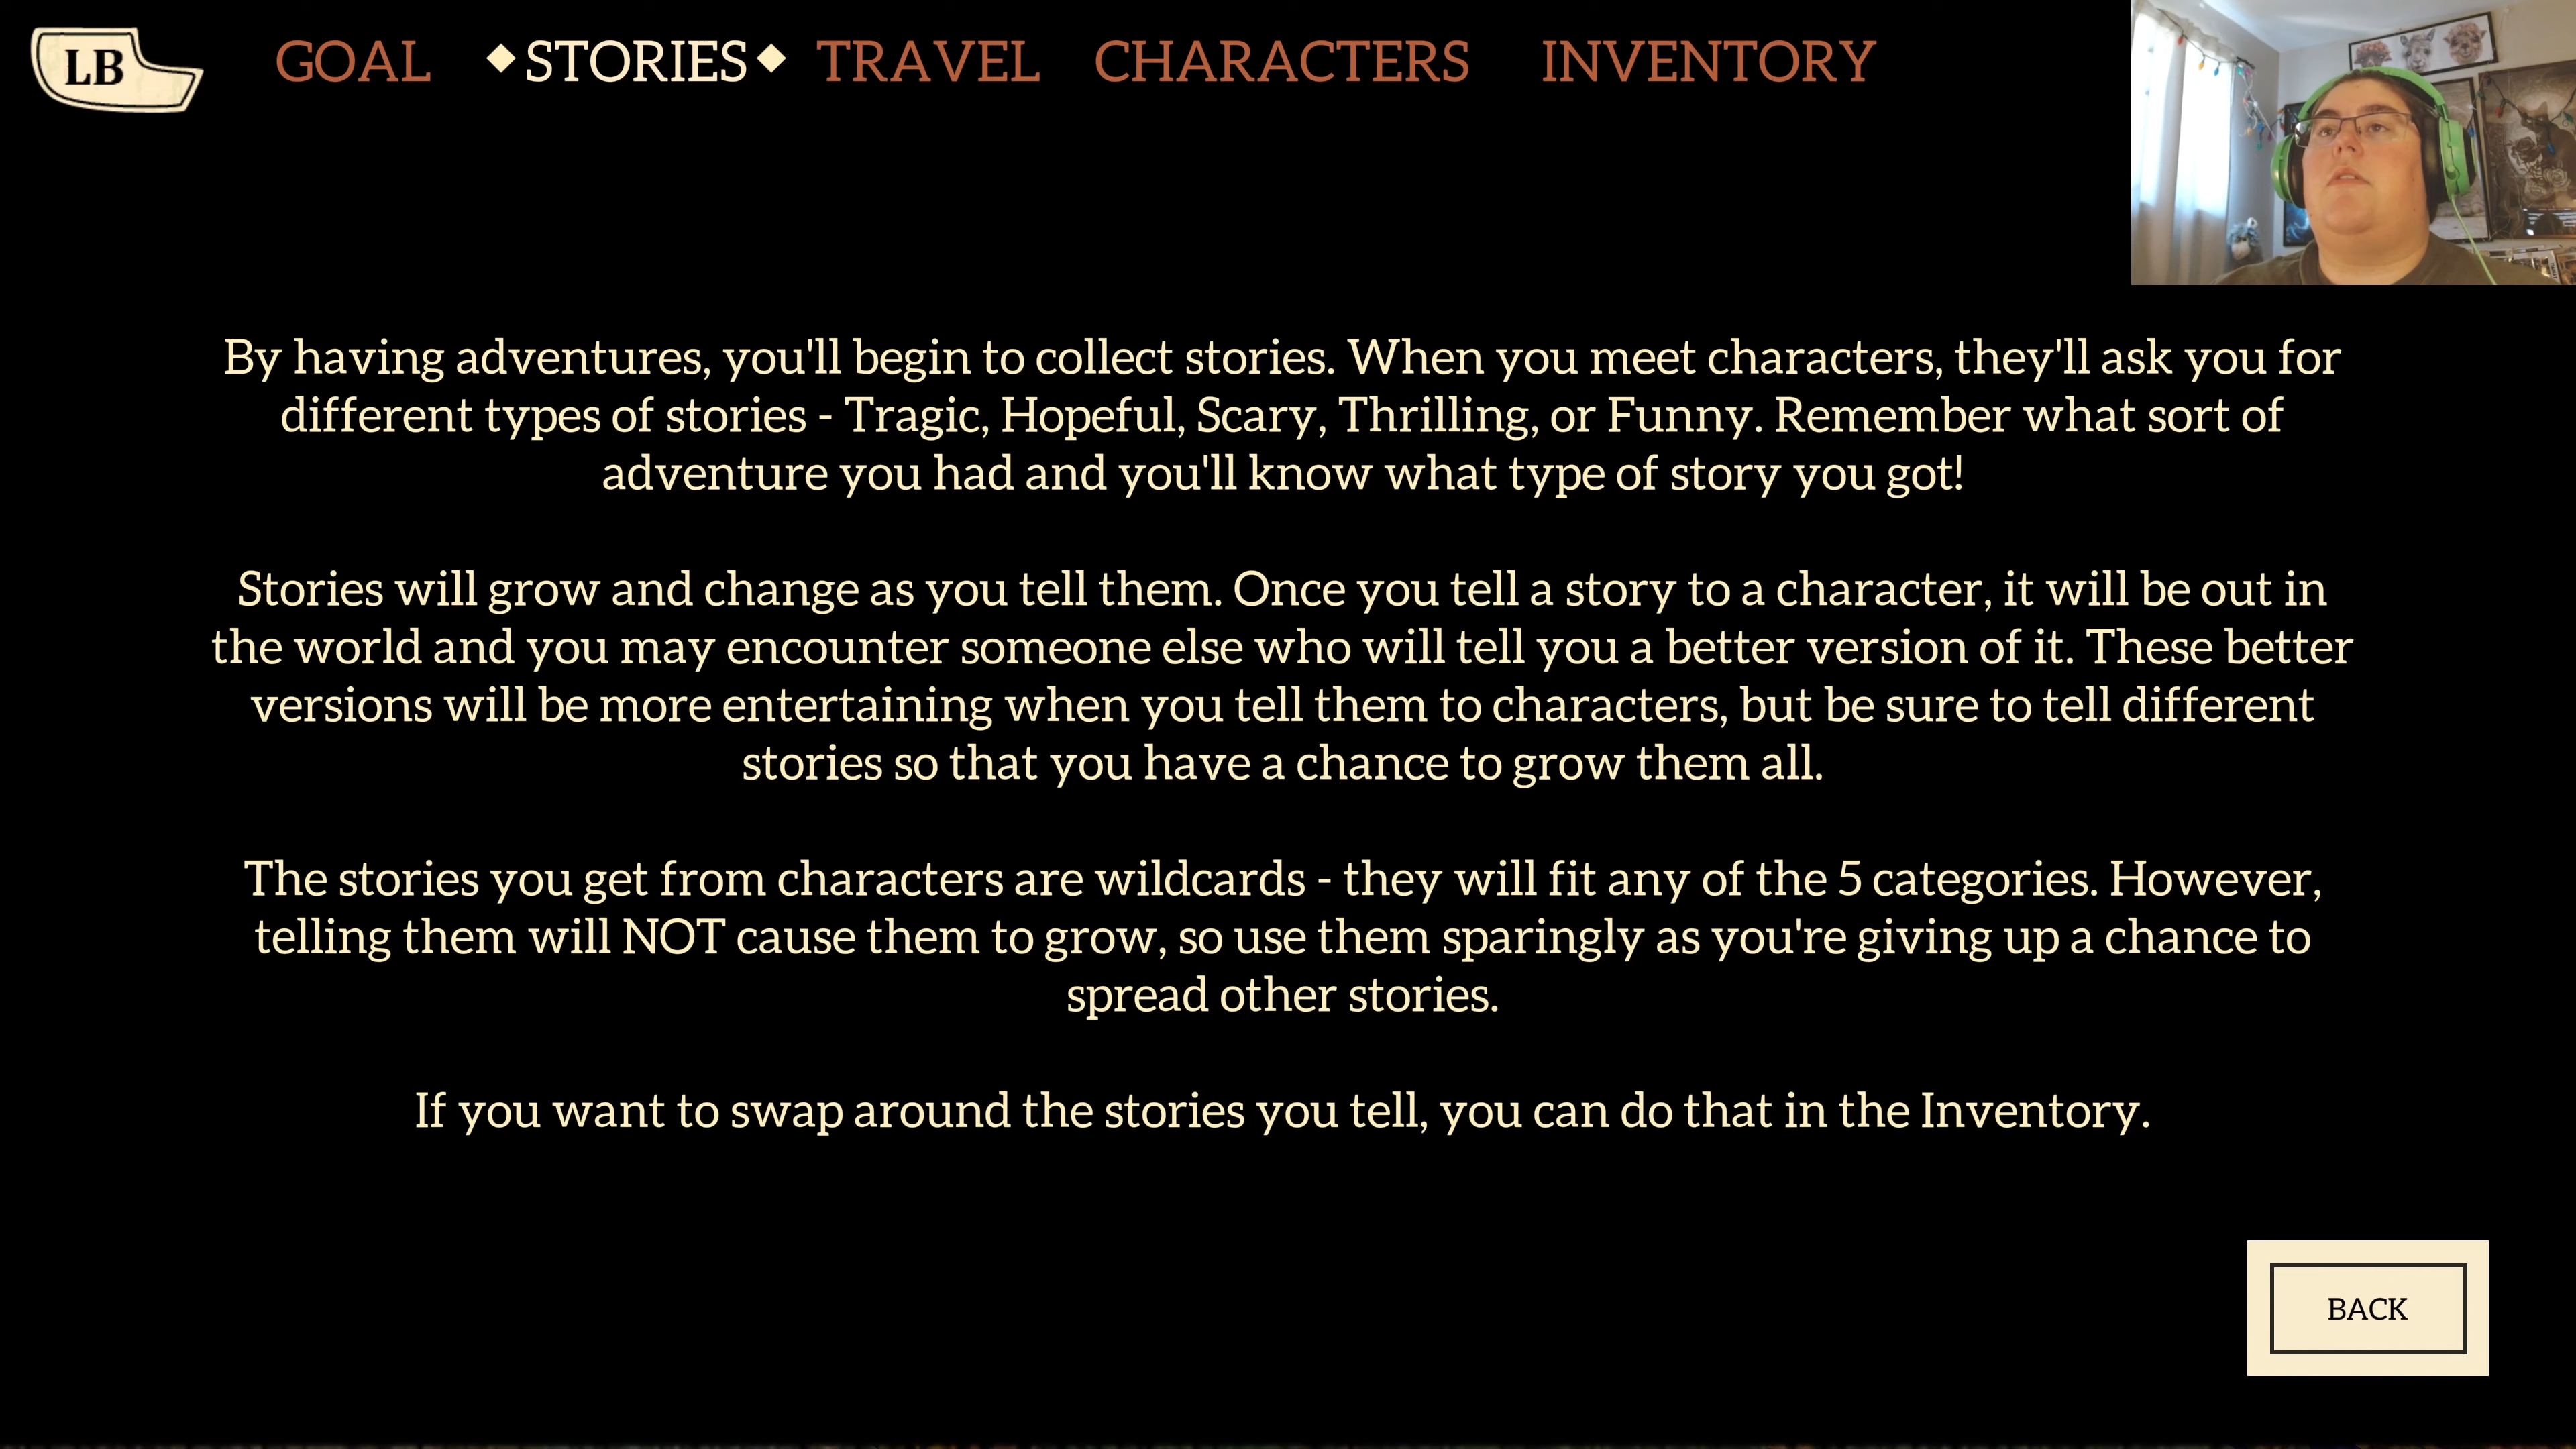 LB
GOAL STORIES TRAVEL CHARACTERS INVENTORY
By having adventures, you'll begin to collect stories. When you meet characters, they'll ask you for
different types of stories - Tragic, Hopeful, Scary, Thrilling, or Funny. Remember what sort of
adventure you had and you'll know what type of story you got!
Stories will grow and change as you tell them. Once you tell a story to a character, it will be out in
the world and you may encounter someone else who will tell you a better version of it. These better
versions will be more entertaining when you tell them to characters, but be sure to tell different
stories so that you have a chance to grow them all.
The stories you get from characters are wildcards - they will fit any of the 5 categories. However,
telling them will NOT cause them to grow, so use them sparingly as you're giving up a chance to
spread other stories.
If you want to swap around the stories you tell, you can do that in the Inventory.
BACK